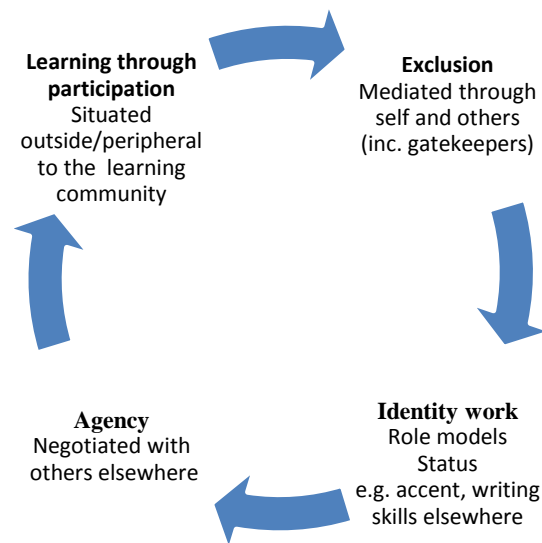 Learning through
participation
Situated
outside/peripheral
to the learning
community
Exclusion
Mediated through
self and others
(inc. gatekeepers)
Identity work
Role models
Status
e.g. accent, writing
skills elsewhere
Agency
Negotiated with
others elsewhere